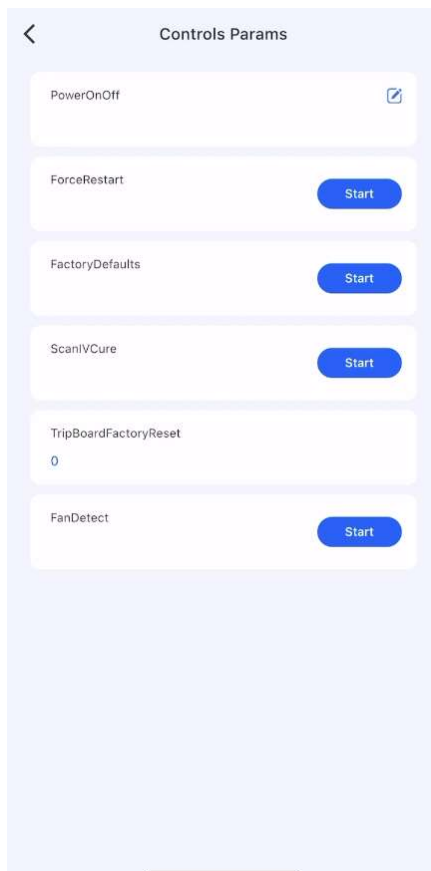 Controls Params
PowerOnOff
ForceRestart
Start
FactoryDefaults
Start
ScanIVCure
Start
TripBoardFactoryReset
0
FanDetect
Start